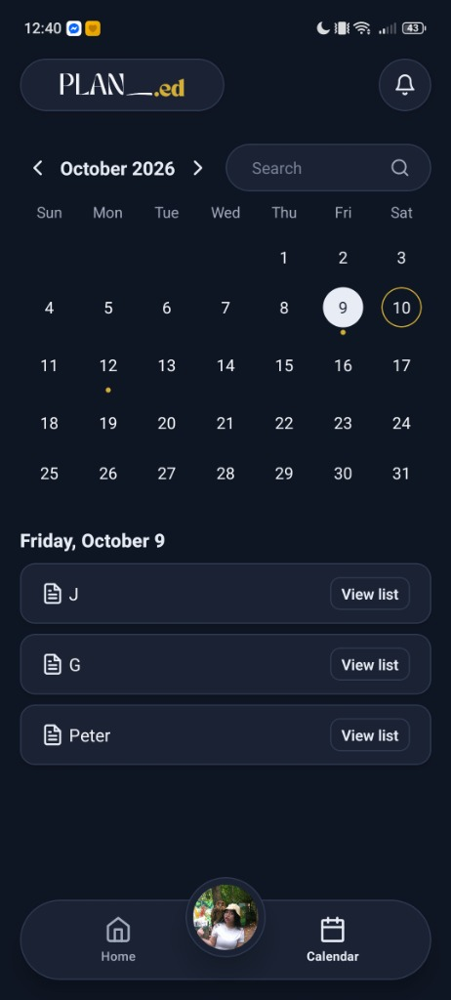 12:40
43
PLAN__.ed
October 2026
Search
Sun Mon Tue Wed Thu Fri Sat
1 2 3
4 5 6 7 8 9 10
11 12 13 14 15 16 17
18 19 20 21 22 23 24
25 26 27 28 29 30 31
Friday, October 9
J View list
G View list
Peter View list
Home Calendar